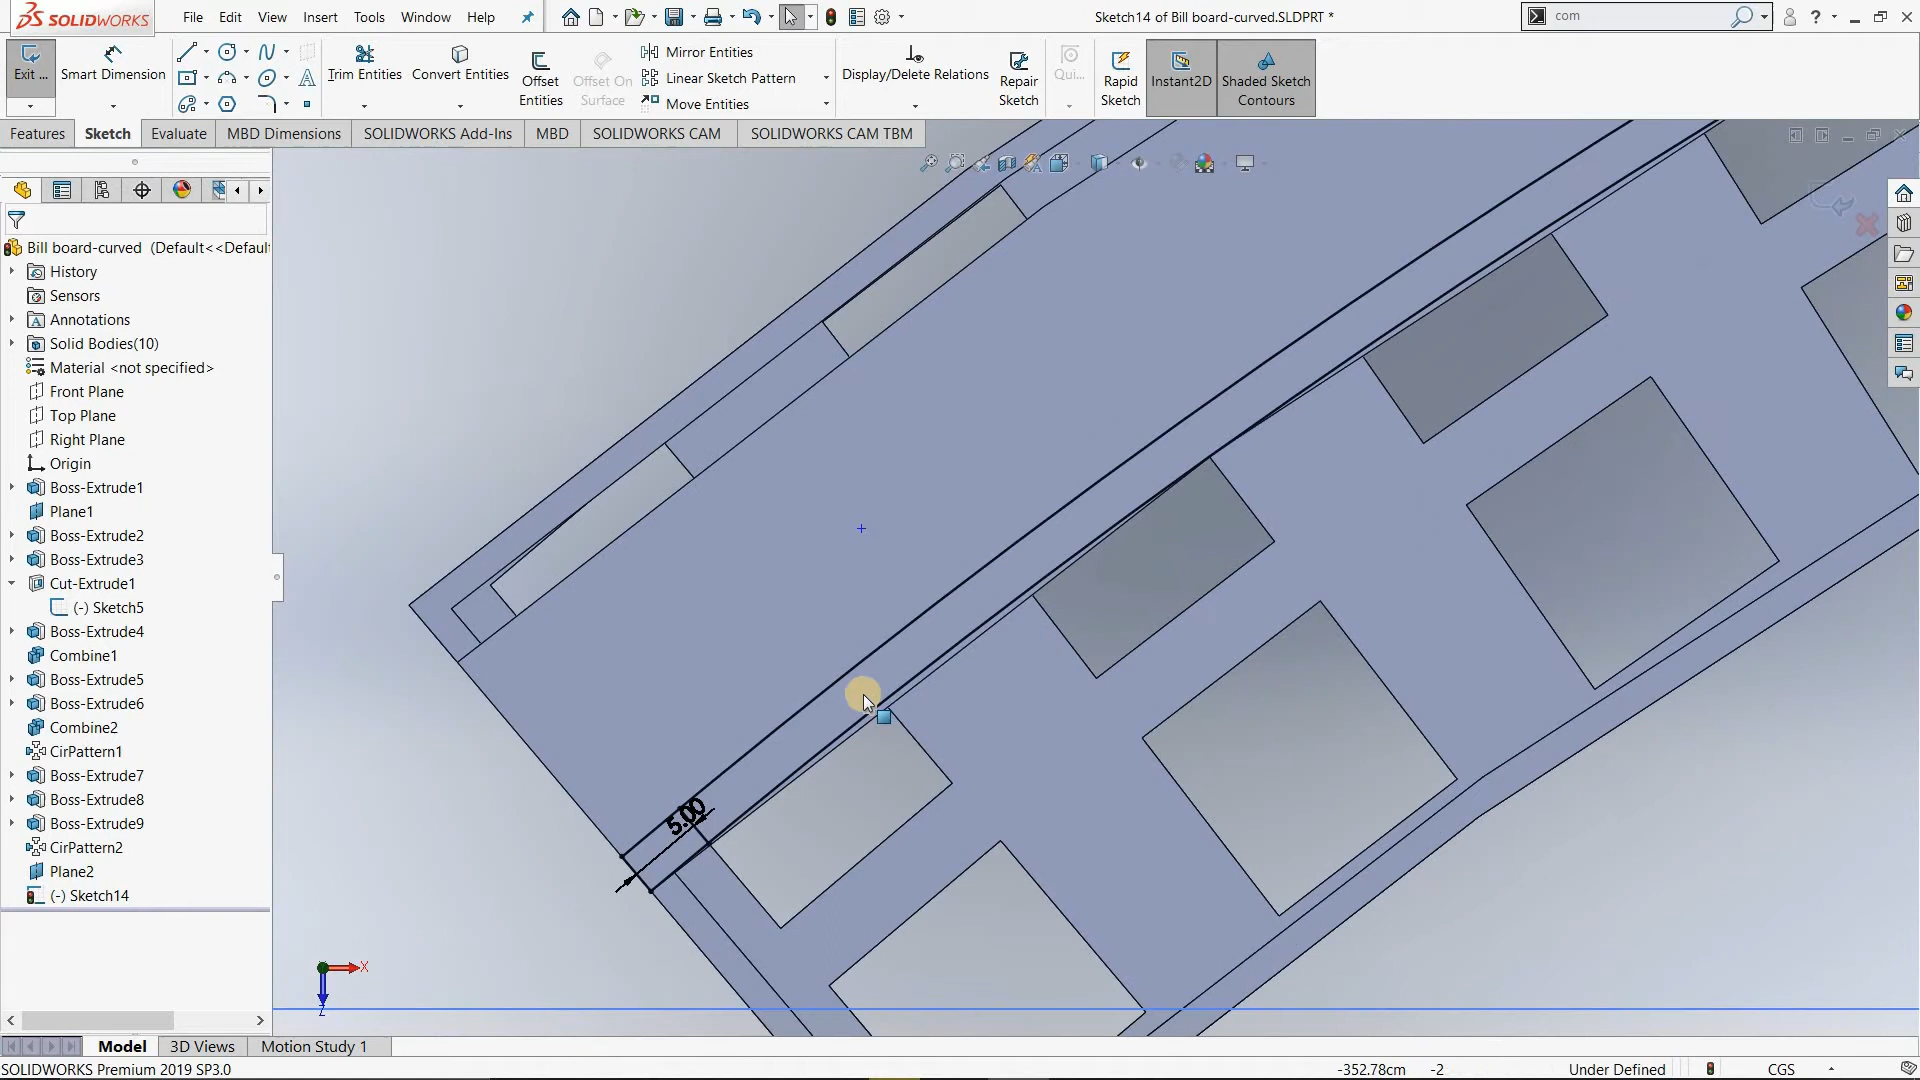 SOLIDWORKS
File
Edit
View
Insert
Tools
Window
Help
Sketch14 of Bill board-curved.SLDPRT *
com
Exit ...
Smart Dimension
Trim Entities
Convert Entities
Offset Entities
Offset On Surface
Mirror Entities
Linear Sketch Pattern
Move Entities
Display/Delete Relations
Repair Sketch
Qui...
Rapid Sketch
Instant2D
Shaded Sketch Contours
Features
Sketch
Evaluate
MBD Dimensions
SOLIDWORKS Add-Ins
MBD
SOLIDWORKS CAM
SOLIDWORKS CAM TBM
Bill board-curved (Default<<Default
History
Sensors
Annotations
Solid Bodies(10)
Material <not specified>
Front Plane
Top Plane
Right Plane
Origin
Boss-Extrude1
Plane1
Boss-Extrude2
Boss-Extrude3
Cut-Extrude1
(-) Sketch5
Boss-Extrude4
Combine1
Boss-Extrude5
Boss-Extrude6
Combine2
CirPattern1
Boss-Extrude7
Boss-Extrude8
Boss-Extrude9
CirPattern2
Plane2
(-) Sketch14
5.00
X
Z
Model
3D Views
Motion Study 1
SOLIDWORKS Premium 2019 SP3.0
-352.78cm
-2
Under Defined
CGS